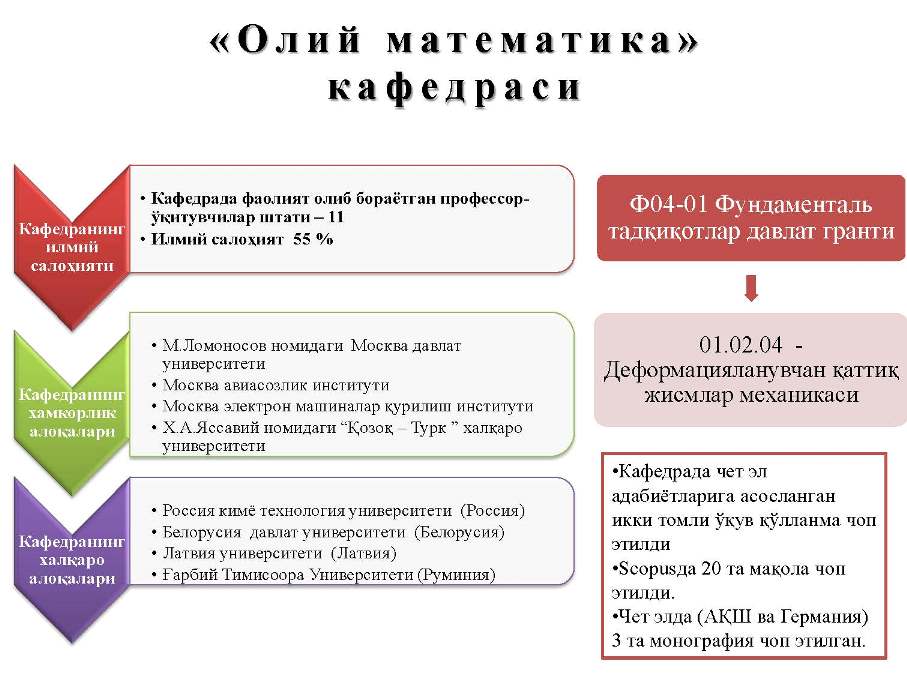 «Олий математика»
кафедраси
Кафедранинг
илмий
салоҳияти
• Кафедрада фаолият олиб бораётган профессор-
ўқитувчилар штати – 11
• Илмий салоҳият 55 %
Кафедранинг
хамкорлик
алоқалари
• М.Ломоносов номидаги Москва давлат
университети
• Москва авиасозлик институти
• Москва электрон машиналар қурилиш институти
• Х.А.Яссавий номидаги “Қозоқ – Турк ” халқаро
университети
Кафедранинг
халқаро
алоқалари
• Россия кимё технология университети (Россия)
• Белорусия давлат университети (Белорусия)
• Латвия университети (Латвия)
• Ғарбий Тимисоора Университети (Руминия)
Ф04-01 Фундаменталь
тадқиқотлар давлат гранти
01.02.04 -
Деформацияланувчан қаттиқ
жисмлар механикаси
•Кафедрада чет эл
адабиётларига асосланган
икки томли ўқув қўлланма чоп
этилди
•Scopusда 20 та мақола чоп
этилди.
•Чет элда (АҚШ ва Германия)
3 та монография чоп этилган.